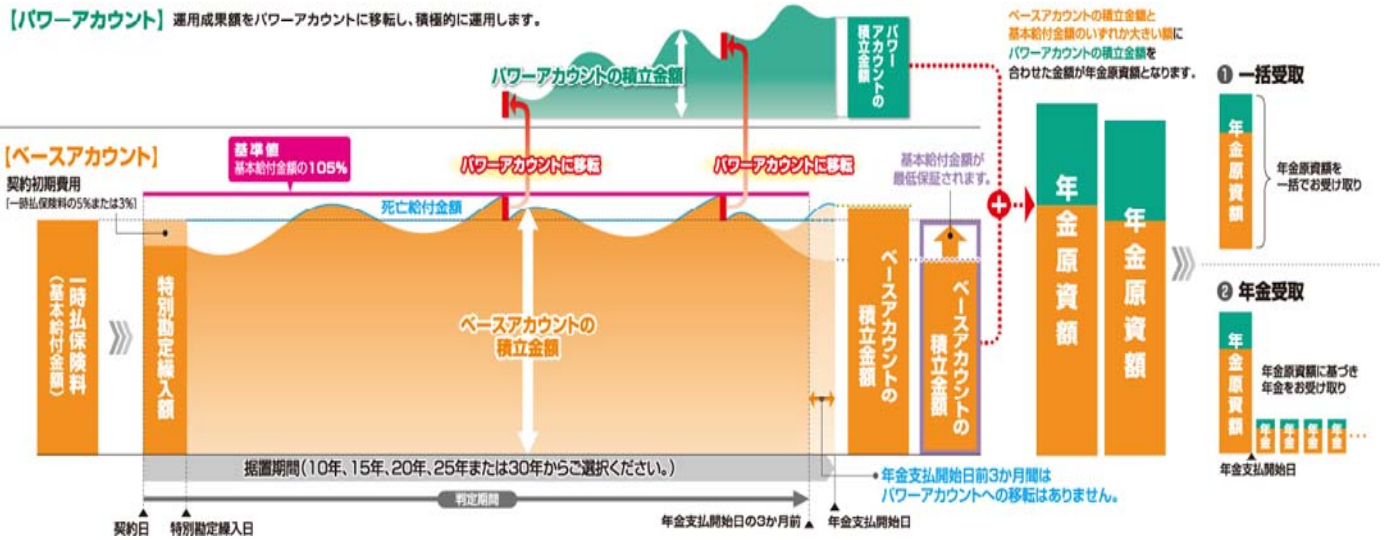 【パワーアカウント】 運用成果額をパワーアカウントに移転し、積極的に運用します。
パワーアカウントの積立金額
パワーアカウントの積立金額
ベースアカウントの積立金額と
基本給付金額のいずれか大きい額に
パワーアカウントの積立金額を
合わせた金額が年金原資額となります。
【ベースアカウント】
契約初期費用
[一時払保険料の5%または3%]
基準値
基本給付金額の105%
パワーアカウントに移転
パワーアカウントに移転
基本給付金額が
最低保証されます。
死亡給付金額
一時払保険料
(基本給付金額)
特別勘定繰入額
ベースアカウントの
積立金額
ベースアカウントの
積立金額
ベースアカウントの
積立金額
年金原資額
年金原資額
❶ 一括受取
年金原資額
年金原資額を
一括でお受け取り
❷ 年金受取
年金原資額
年金原資額に基づき
年金をお受け取り
年金
年金
年金
年金
年金支払開始日
据置期間(10年、15年、20年、25年または30年からご選択ください。)
年金支払開始日前3か月間は
パワーアカウントへの移転はありません。
判定期間
契約日
特別勘定繰入日
年金支払開始日の3か月前
年金支払開始日